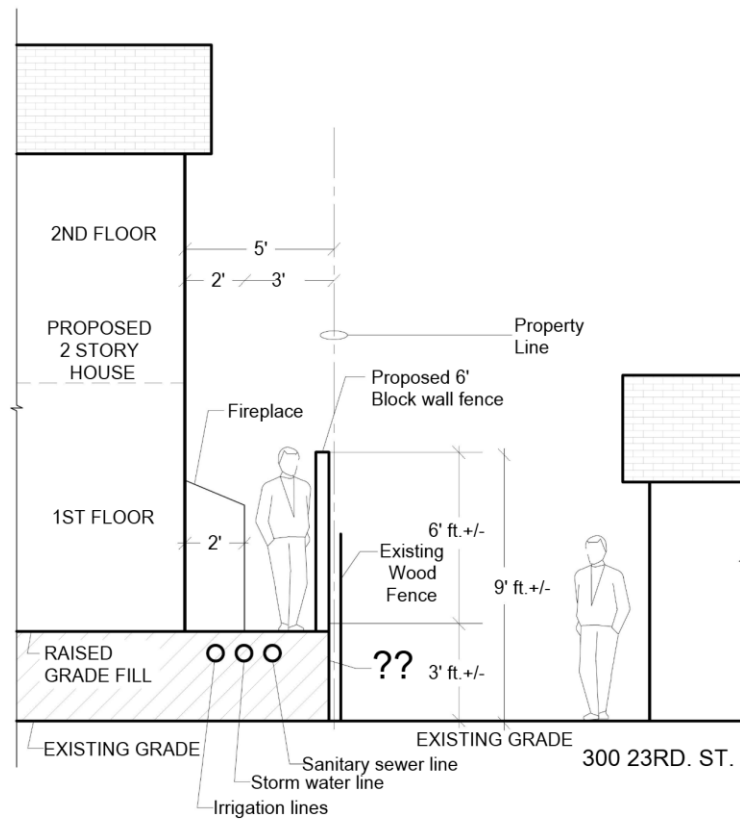 2ND FLOOR
5'
2'
3'
PROPOSED
2 STORY
HOUSE
Property
Line
Proposed 6'
Block wall fence
Fireplace
1ST FLOOR
2'
6' ft.+/-
Existing
Wood
Fence
9' ft.+/-
RAISED
GRADE FILL
??
3' ft.+/-
EXISTING GRADE
EXISTING GRADE
300 23RD. ST.
Sanitary sewer line
Storm water line
Irrigation lines